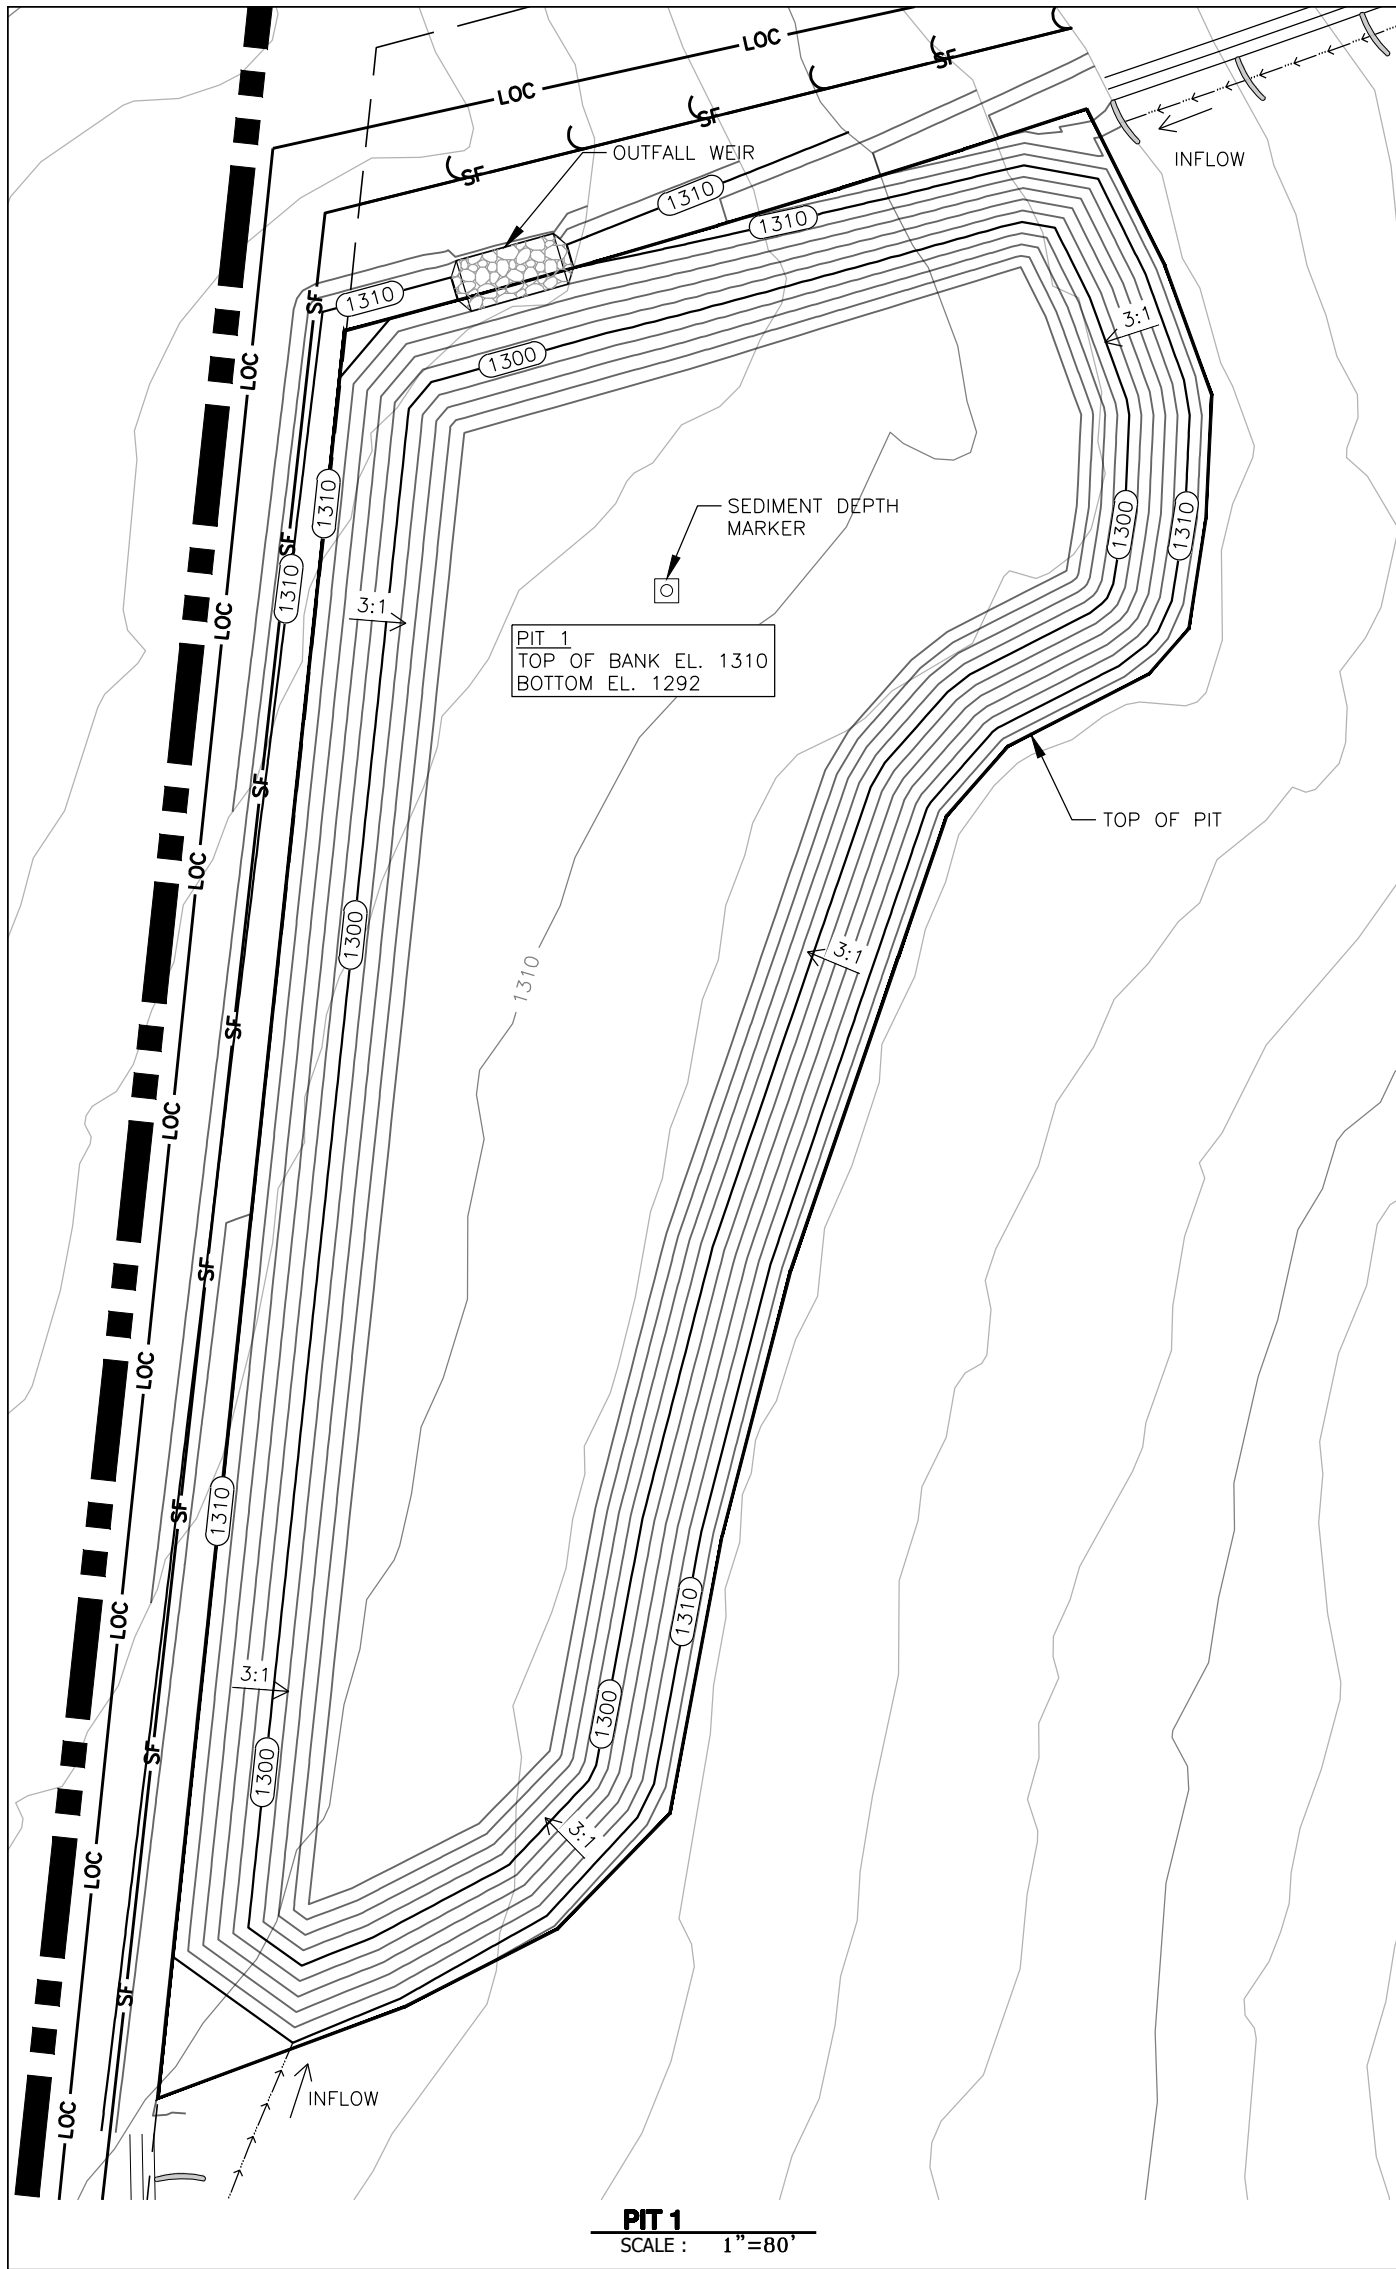 LOC
LOC
SF
SF
SF
OUTFALL WEIR
INFLOW
1310
1310
1310
SF
1300
3:1
LOC
1310
SF
1310
1300
1310
SEDIMENT DEPTH
MARKER
3:1
LOC
PIT 1
TOP OF BANK EL. 1310
BOTTOM EL. 1292
SF
TOP OF PIT
LOC
1300
3:1
1310
SF
LOC
SF
LOC
1310
SF
1310
LOC
3:1
1300
SF
1300
3:1
LOC
SF
INFLOW
LOC
PIT 1
SCALE : 1"=80'